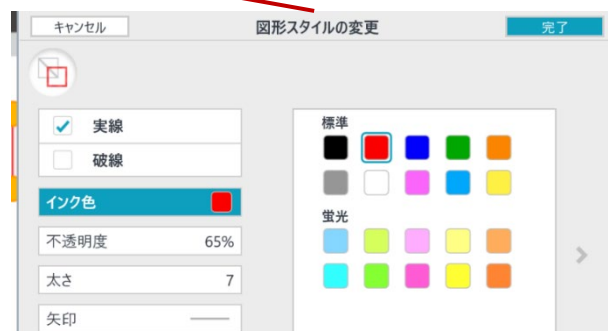 キャンセル 図形スタイルの変更 完了
実線
破線
インク色
不透明度 65%
太さ 7
矢印
標準
蛍光